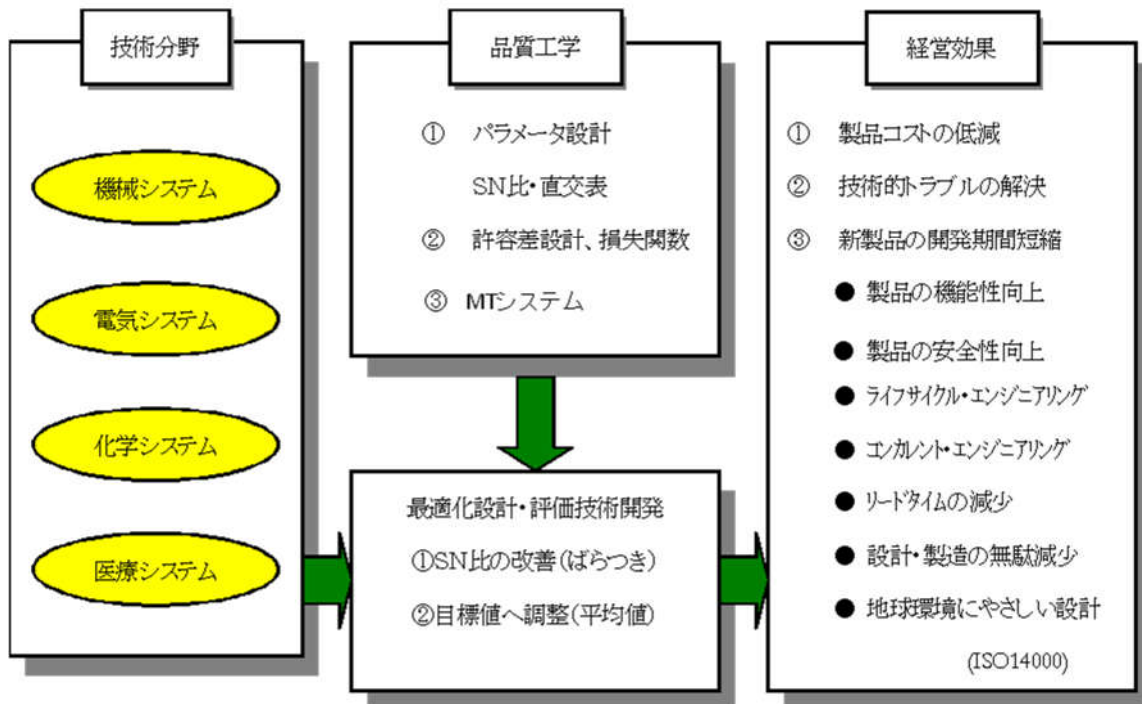 技術分野
機械システム
電気システム
化学システム
医療システム
品質工学
① パラメータ設計
SN比・直交表
② 許容差設計、損失関数
③ MTシステム
最適化設計・評価技術開発
①SN比の改善(ばらつき)
②目標値へ調整(平均値)
経営効果
① 製品コストの低減
② 技術的トラブルの解決
③ 新製品の開発期間短縮
● 製品の機能性向上
● 製品の安全性向上
● ライフサイクル・エンジニアリング
● コンカレント・エンジニアリング
● リードタイムの減少
● 設計・製造の無駄減少
● 地球環境にやさしい設計
(ISO14000)